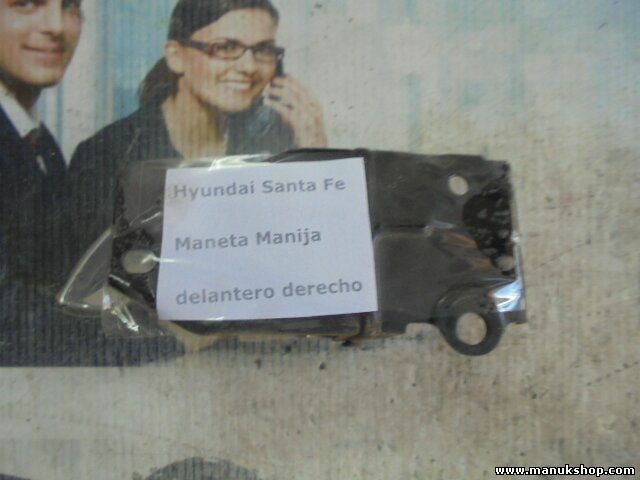 Hyundai Santa Fe
Maneta Manija
delantero derecho
www.manukshop.com